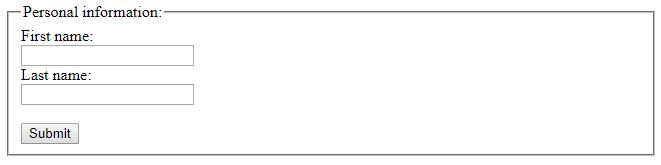 Personal information:
First name:
Last name:
Submit